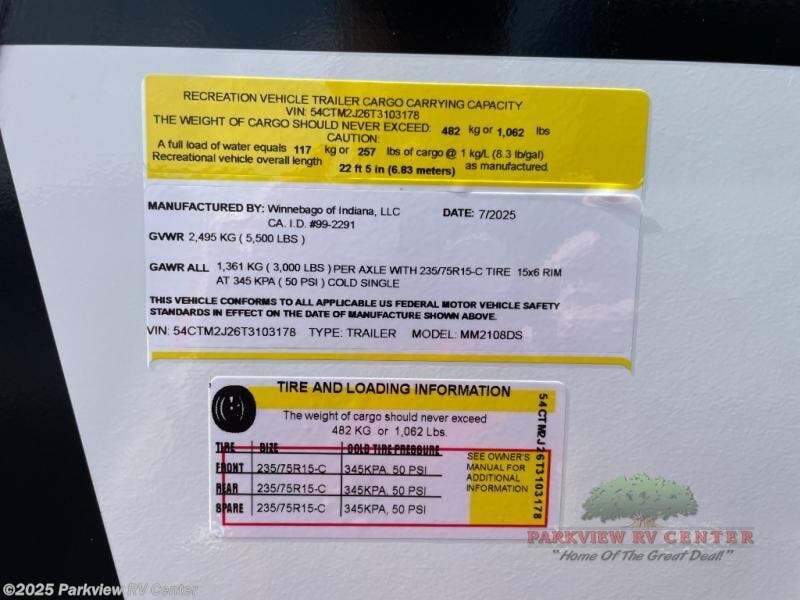 RECREATION VEHICLE TRAILER CARGO CARRYING CAPACITY
VIN: 54CTM2J26T3103178
THE WEIGHT OF CARGO SHOULD NEVER EXCEED: 482 kg or 1,062 lbs
CAUTION:
A full load of water equals 117 kg or 257 lbs of cargo @ 1 kg/L (8.3 lb/gal)
Recreational vehicle overall length 22 ft 5 in (6.83 meters) as manufactured.
MANUFACTURED BY: Winnebago of Indiana, LLC DATE: 7/2025
CA. I.D. #99-2291
GVWR 2,495 KG ( 5,500 LBS )
GAWR ALL 1,361 KG ( 3,000 LBS ) PER AXLE WITH 235/75R15-C TIRE 15x6 RIM
AT 345 KPA ( 50 PSI ) COLD SINGLE
THIS VEHICLE CONFORMS TO ALL APPLICABLE US FEDERAL MOTOR VEHICLE SAFETY
STANDARDS IN EFFECT ON THE DATE OF MANUFACTURE SHOWN ABOVE.
VIN: 54CTM2J26T3103178 TYPE: TRAILER MODEL: MM2108DS
TIRE AND LOADING INFORMATION
The weight of cargo should never exceed
482 KG or 1,062 Lbs.
TIRE SIZE COLD TIRE PRESSURE
FRONT 235/75R15-C 345KPA, 50 PSI
REAR 235/75R15-C 345KPA, 50 PSI
SPARE 235/75R15-C 345KPA, 50 PSI
SEE OWNER'S
MANUAL FOR
ADDITIONAL
INFORMATION
54CTM2J26T3103178
PARKVIEW RV CENTER
"Home Of The Great Deal!"
©2025 Parkview RV Center